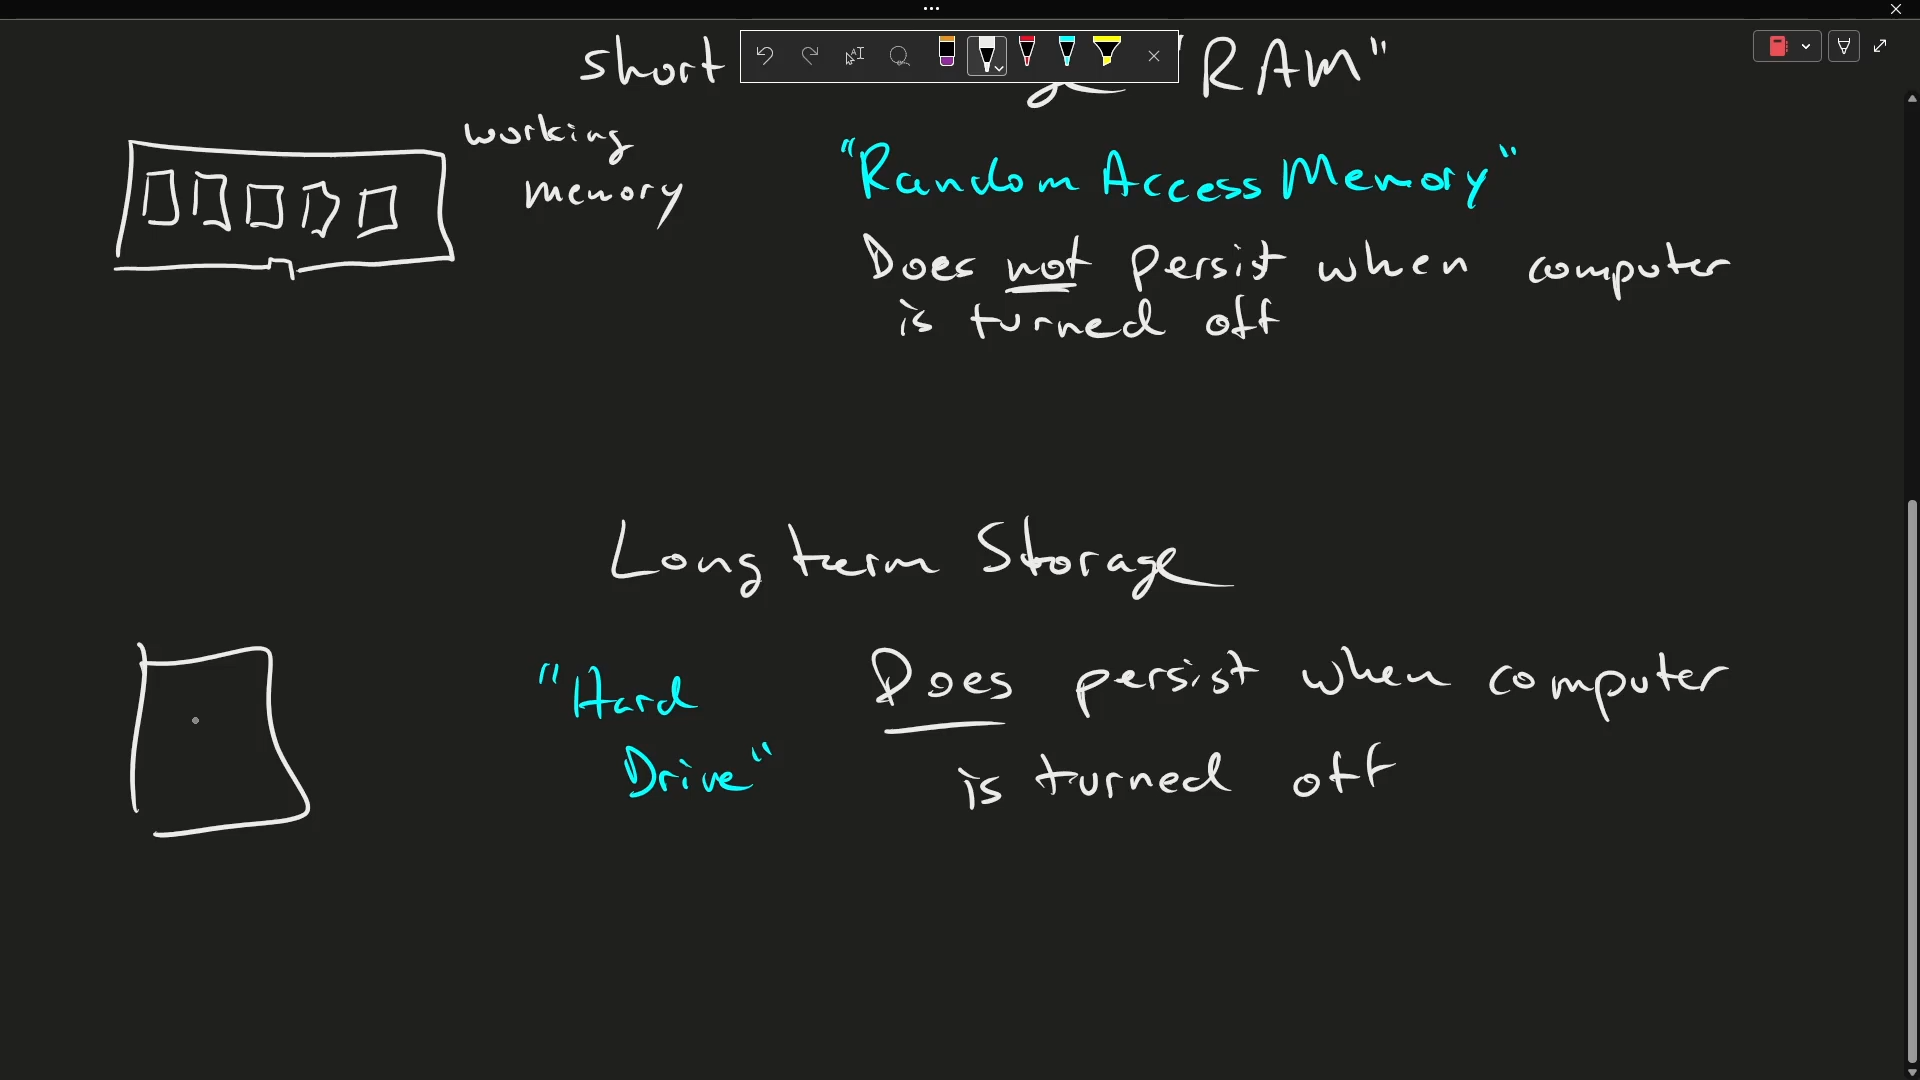 short RAM"
working
memory
"Random Access Memory"
Does not persist when computer
is turned off
Long term Storage
"Hard
Drive"
Does persist when computer
is turned off